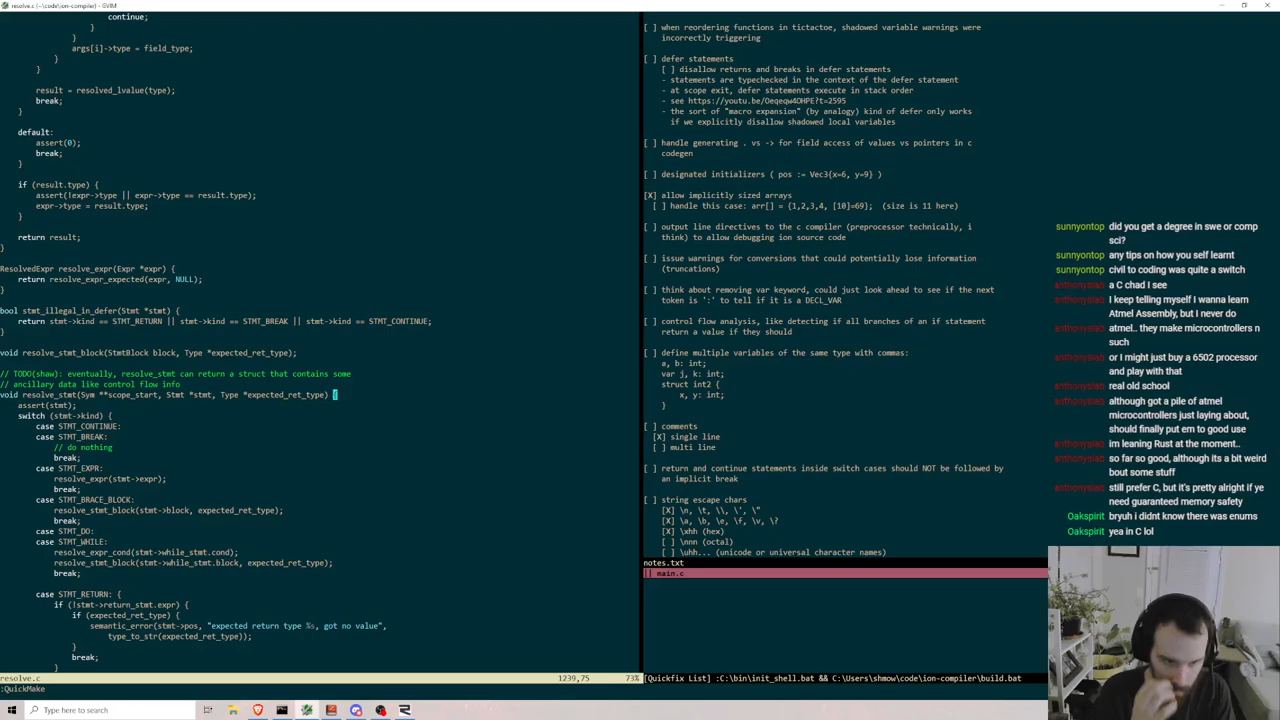 resolve.c (~\code\ion-compiler) - GVIM
continue;
}
}
args[i]->type = field_type;
}
}
result = resolved_lvalue(type);
break;
}
default:
assert(0);
break;
}
if (result.type) {
assert(!expr->type || expr->type == result.type);
expr->type = result.type;
}
return result;
}
ResolvedExpr resolve_expr(Expr *expr) {
return resolve_expr_expected(expr, NULL);
}
bool stmt_illegal_in_defer(Stmt *stmt) {
return stmt->kind == STMT_RETURN || stmt->kind == STMT_BREAK || stmt->kind == STMT_CONTINUE;
}
void resolve_stmt_block(StmtBlock block, Type *expected_ret_type);
// TODO(shaw): eventually, resolve_stmt can return a struct that contains some
// ancillary data like control flow info
void resolve_stmt(Sym **scope_start, Stmt *stmt, Type *expected_ret_type) {
assert(stmt);
switch (stmt->kind) {
case STMT_CONTINUE:
case STMT_BREAK:
// do nothing
break;
case STMT_EXPR:
resolve_expr(stmt->expr);
break;
case STMT_BRACE_BLOCK:
resolve_stmt_block(stmt->block, expected_ret_type);
break;
case STMT_DO:
case STMT_WHILE:
resolve_expr_cond(stmt->while_stmt.cond);
resolve_stmt_block(stmt->while_stmt.block, expected_ret_type);
break;
case STMT_RETURN: {
if (!stmt->return_stmt.expr) {
if (expected_ret_type) {
semantic_error(stmt->pos, "expected return type %s, got no value",
type_to_str(expected_ret_type));
}
break;
}
resolve.c 1239,75 73%
:QuickMake
[ ] when reordering functions in tictactoe, shadowed variable warnings were
incorrectly triggering
[ ] defer statements
[ ] disallow returns and breaks in defer statements
- statements are typechecked in the context of the defer statement
- at scope exit, defer statements execute in stack order
- see https://youtu.be/Oeqeqw4OHPE?t=2595
- the sort of "macro expansion" (by analogy) kind of defer only works
if we explicitly disallow shadowed local variables
[ ] handle generating . vs -> for field access of values vs pointers in c
codegen
[ ] designated initializers ( pos := Vec3{x=6, y=9} )
[X] allow implicitly sized arrays
[ ] handle this case: arr[] = {1,2,3,4, [10]=69}; (size is 11 here)
[ ] output line directives to the c compiler (preprocessor technically, i
think) to allow debugging ion source code
[ ] issue warnings for conversions that could potentially lose information
(truncations)
[ ] think about removing var keyword, could just look ahead to see if the next
token is ':' to tell if it is a DECL_VAR
[ ] control flow analysis, like detecting if all branches of an if statement
return a value if they should
[ ] define multiple variables of the same type with commas:
a, b: int;
var j, k: int;
struct int2 {
x, y: int;
}
[ ] comments
[X] single line
[ ] multi line
[ ] return and continue statements inside switch cases should NOT be followed by
an implicit break
[ ] string escape chars
[X] \n, \t, \\, \', \"
[X] \a, \b, \e, \f, \v, \?
[X] \xhh (hex)
[ ] \nnn (octal)
[ ] \uhh... (unicode or universal character names)
notes.txt
|| main.c
[Quickfix List] :C:\bin\init_shell.bat && C:\Users\shmow\code\ion-compiler\build.bat
sunnyontop did you get a degree in swe or comp
sci?
sunnyontop any tips on how you self learnt
sunnyontop civil to coding was quite a switch
anthonyslab a C chad I see
anthonyslab I keep telling myself I wanna learn
Atmel Assembly, but I never do
anthonyslab atmel.. they make microcontrollers n
such
anthonyslab or I might just buy a 6502 processor
and play with that
anthonyslab real old school
anthonyslab although got a pile of atmel
microcontrollers just laying about,
should finally put em to good use
anthonyslab im leaning Rust at the moment..
anthonyslab so far so good, although its a bit weird
bout some stuff
anthonyslab still prefer C, but it's pretty alright if ye
need guaranteed memory safety
Oakspirit bryuh i didnt know there was enums
Oakspirit yea in C lol
Type here to search